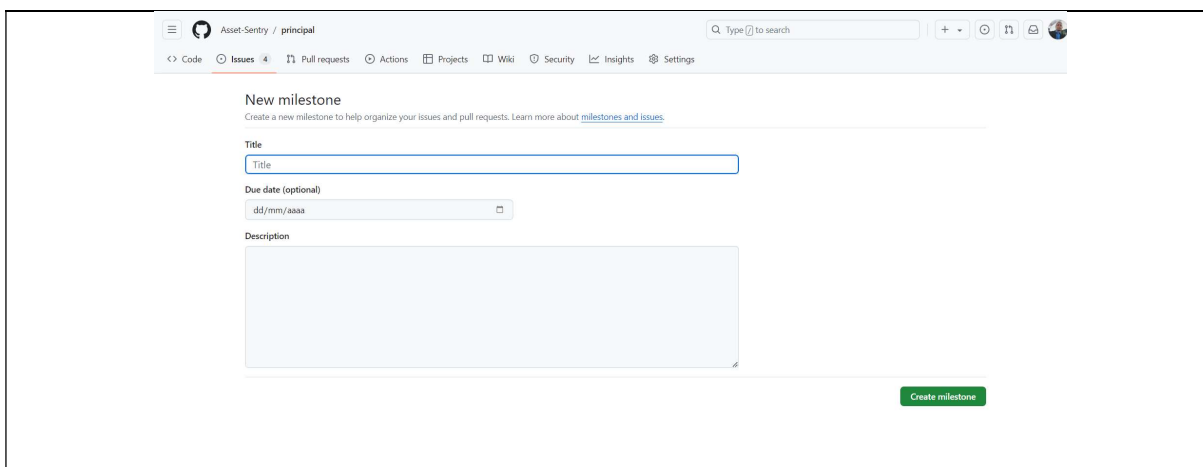 Asset-Sentry / principal
Type / to search
<> Code Issues 4 Pull requests Actions Projects Wiki Security Insights Settings
New milestone
Create a new milestone to help organize your issues and pull requests. Learn more about milestones and issues.
Title
Title
Due date (optional)
dd/mm/aaaa
Description
Create milestone